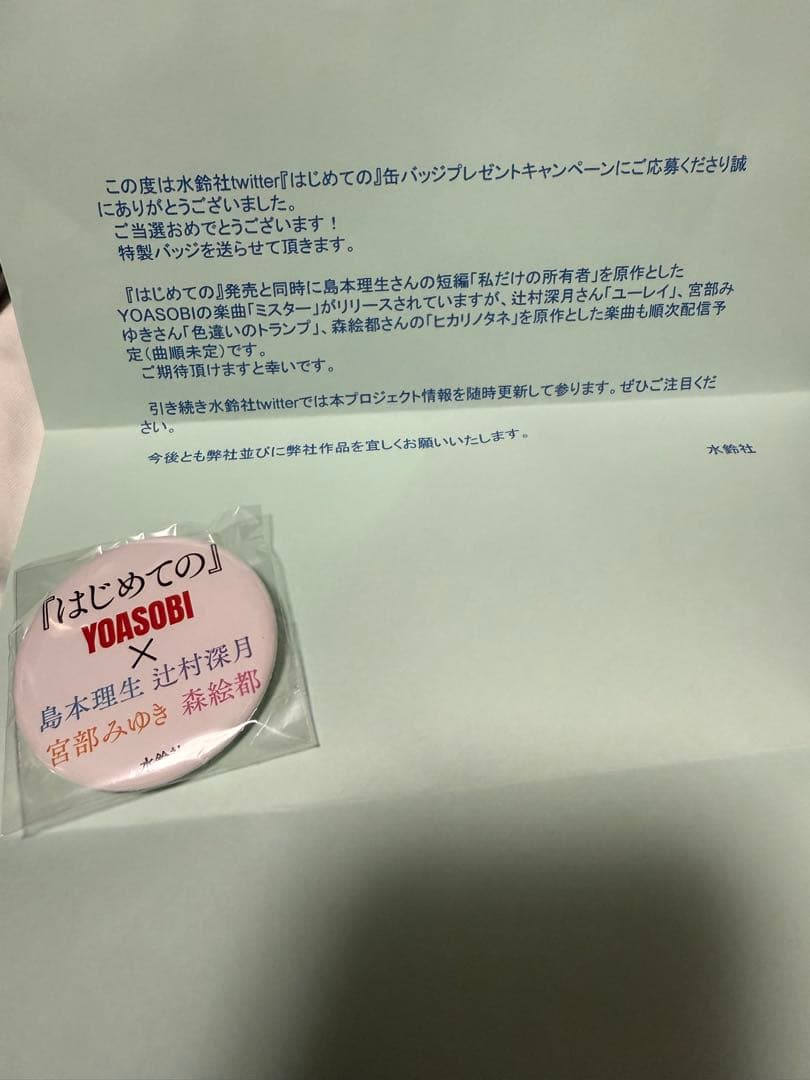 この度は水鈴社twitter『はじめての』缶バッジプレゼントキャンペーンにご応募くださり誠
にありがとうございました。
ご当選おめでとうございます！
特製バッジを送らせて頂きます。
『はじめての』発売と同時に島本理生さんの短編「私だけの所有者」を原作とした
YOASOBIの楽曲「ミスター」がリリースされていますが、辻村深月さん「ユーレイ」、宮部み
ゆきさん「色違いのトランプ」、森絵都さんの「ヒカリノタネ」を原作とした楽曲も順次配信予
定(曲順未定)です。
ご期待頂けますと幸いです。
引き続き水鈴社twitterでは本プロジェクト情報を随時更新して参ります。ぜひご注目くだ
さい。
今後とも弊社並びに弊社作品を宜しくお願いいたします。
水鈴社
『はじめての』
YOASOBI
×
島本理生 辻村深月
宮部みゆき 森絵都
水鈴社